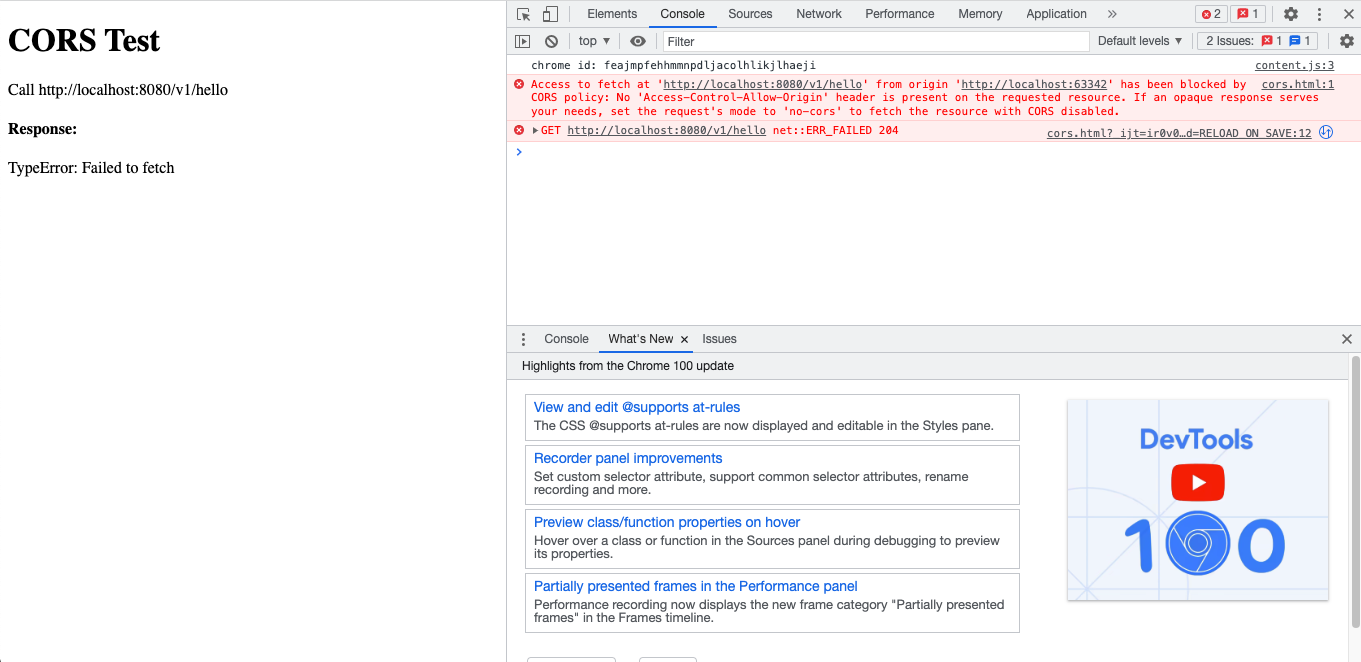 CORS Test
Call http://localhost:8080/v1/hello
Response:
TypeError: Failed to fetch
Elements Console Sources Network Performance Memory Application » 2 1
top ▼ Filter Default levels ▼ 2 Issues: 1 1
chrome id: feajmpfehhmmnpdljacolhlikjlhaeji content.js:3
Access to fetch at 'http://localhost:8080/v1/hello' from origin 'http://localhost:63342' has been blocked by cors.html:1
CORS policy: No 'Access-Control-Allow-Origin' header is present on the requested resource. If an opaque response serves
your needs, set the request's mode to 'no-cors' to fetch the resource with CORS disabled.
GET http://localhost:8080/v1/hello net::ERR_FAILED 204 cors.html?_ijt=ir0v0…d=RELOAD_ON_SAVE:12
Console What's New × Issues
Highlights from the Chrome 100 update
View and edit @supports at-rules
The CSS @supports at-rules are now displayed and editable in the Styles pane.
Recorder panel improvements
Set custom selector attribute, support common selector attributes, rename
recording and more.
Preview class/function properties on hover
Hover over a class or function in the Sources panel during debugging to preview
its properties.
Partially presented frames in the Performance panel
Performance recording now displays the new frame category "Partially presented
frames" in the Frames timeline.
DevTools
100